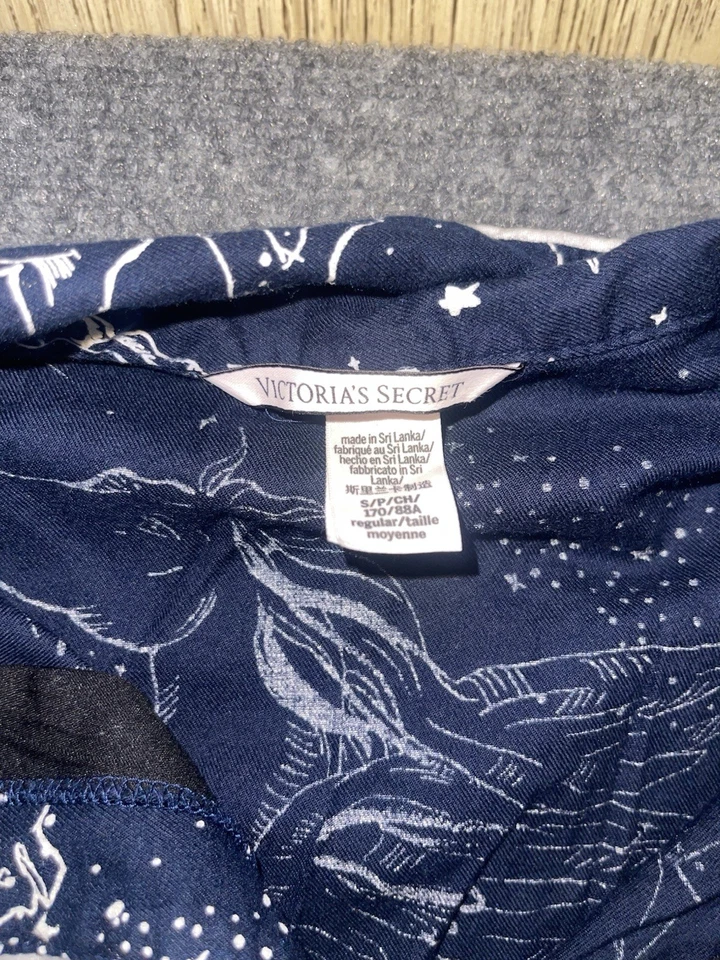 VICTORIA'S SECRET
made in Sri Lanka/
fabriqué au Sri Lanka/
hecho en Sri Lanka/
fabbricato in Sri
Lanka/
斯里兰卡制造
S/P/CH/
170/88A
regular/taille
moyenne